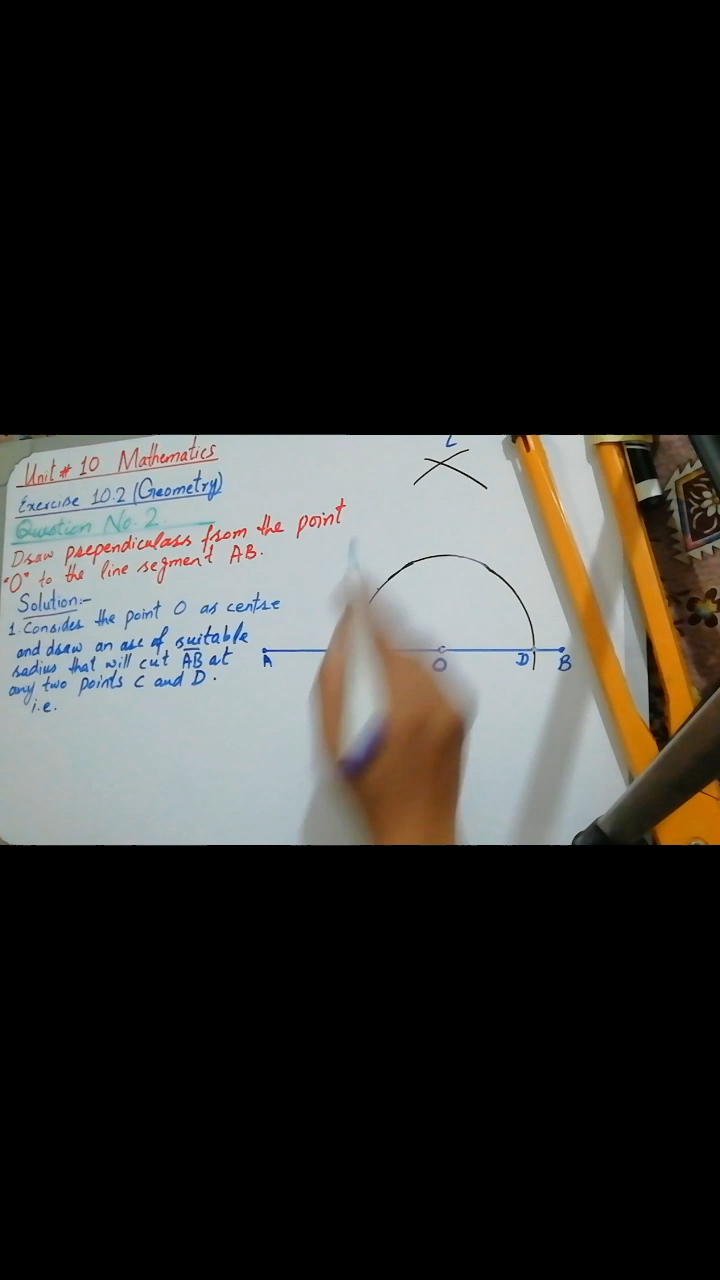 Unit # 10 Mathematics
Exercise 10.2 (Geometry)
Question No. 2
Draw prependiculars from the point
"O" to the line segment AB.
Solution:-
1. Consider the point O as centre
and draw an arc of suitable
radius that will cut AB at
any two points C and D.
i.e.
L
A
O
D
B